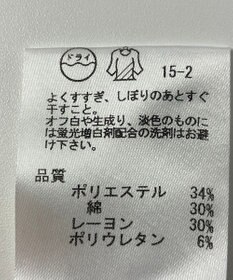 ドライ
15-2
よくすすぎ、しぼりのあとすぐ
干すこと。
オフ白や生成り、淡色のものに
は蛍光増白剤配合の洗剤はお避
け下さい。
品質
ポリエステル 34%
綿 30%
レーヨン 30%
ポリウレタン 6%